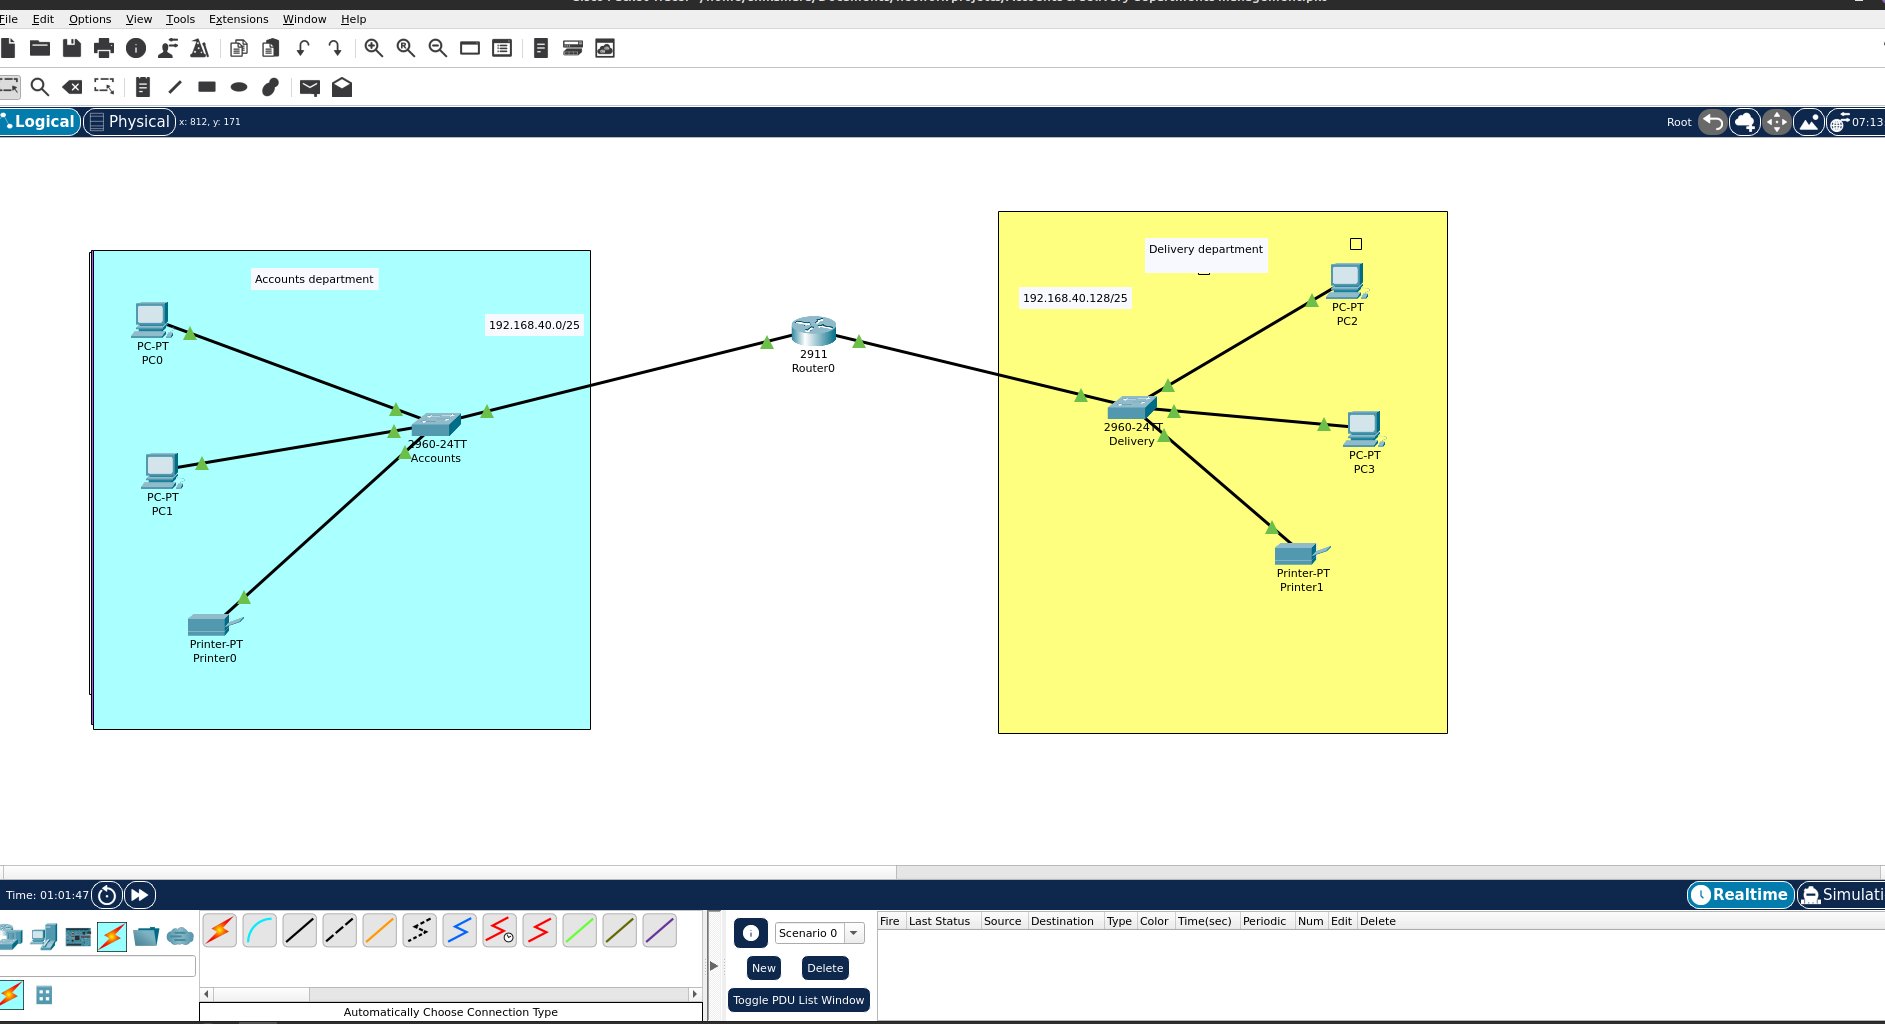 File Edit Options View Tools Extensions Window Help
Logical Physical x: 812, y: 171 Root 07:13
Delivery department
Accounts department
192.168.40.128/25
192.168.40.0/25
PC-PT
PC0
2911
Router0
PC-PT
PC2
2960-24TT
Accounts
2960-24TT
Delivery
PC-PT
PC3
PC-PT
PC1
Printer-PT
Printer1
Printer-PT
Printer0
Time: 01:01:47 Realtime Simulati
Fire Last Status Source Destination Type Color Time(sec) Periodic Num Edit Delete
Scenario 0
New Delete
Toggle PDU List Window
Automatically Choose Connection Type